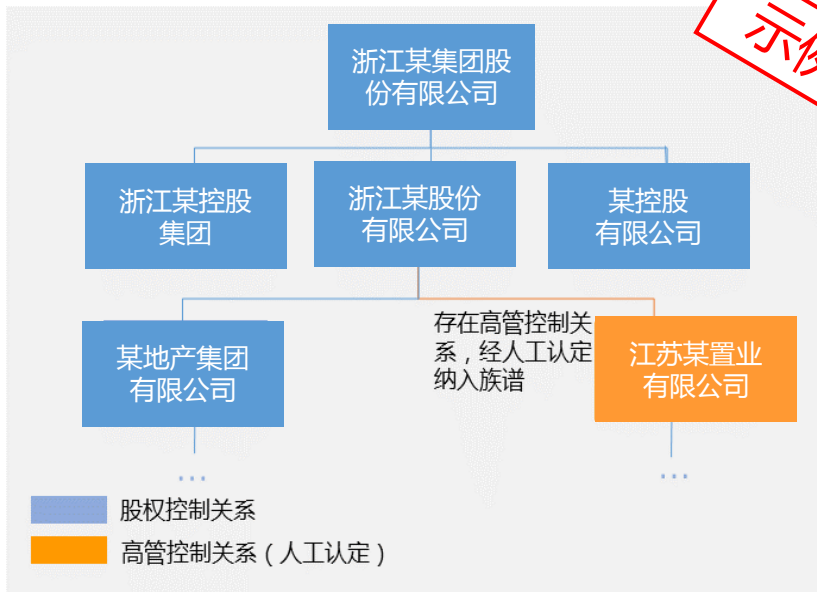 示例
浙江某集团股
份有限公司
浙江某控股
集团
浙江某股份
有限公司
某控股
有限公司
某地产集团
有限公司
存在高管控制关
系，经人工认定
纳入族谱
江苏某置业
有限公司
...
...
股权控制关系
高管控制关系（人工认定）